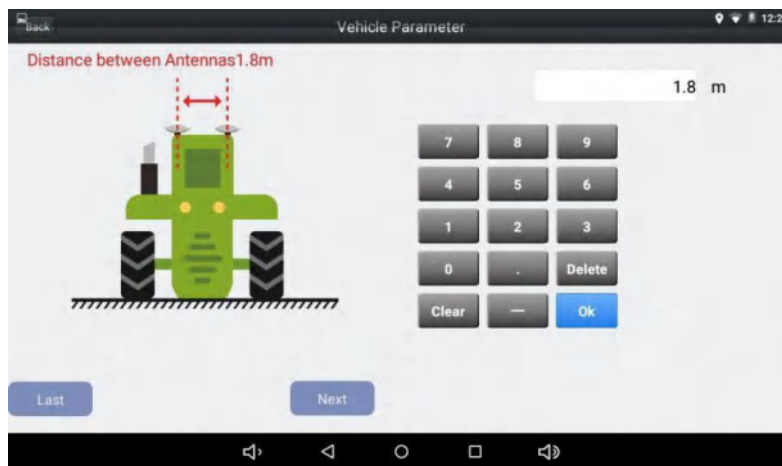 Back
Vehicle Parameter
12:2
Distance between Antennas1.8m
1.8 m
7 8 9
4 5 6
1 2 3
0 . Delete
Clear — Ok
Last
Next